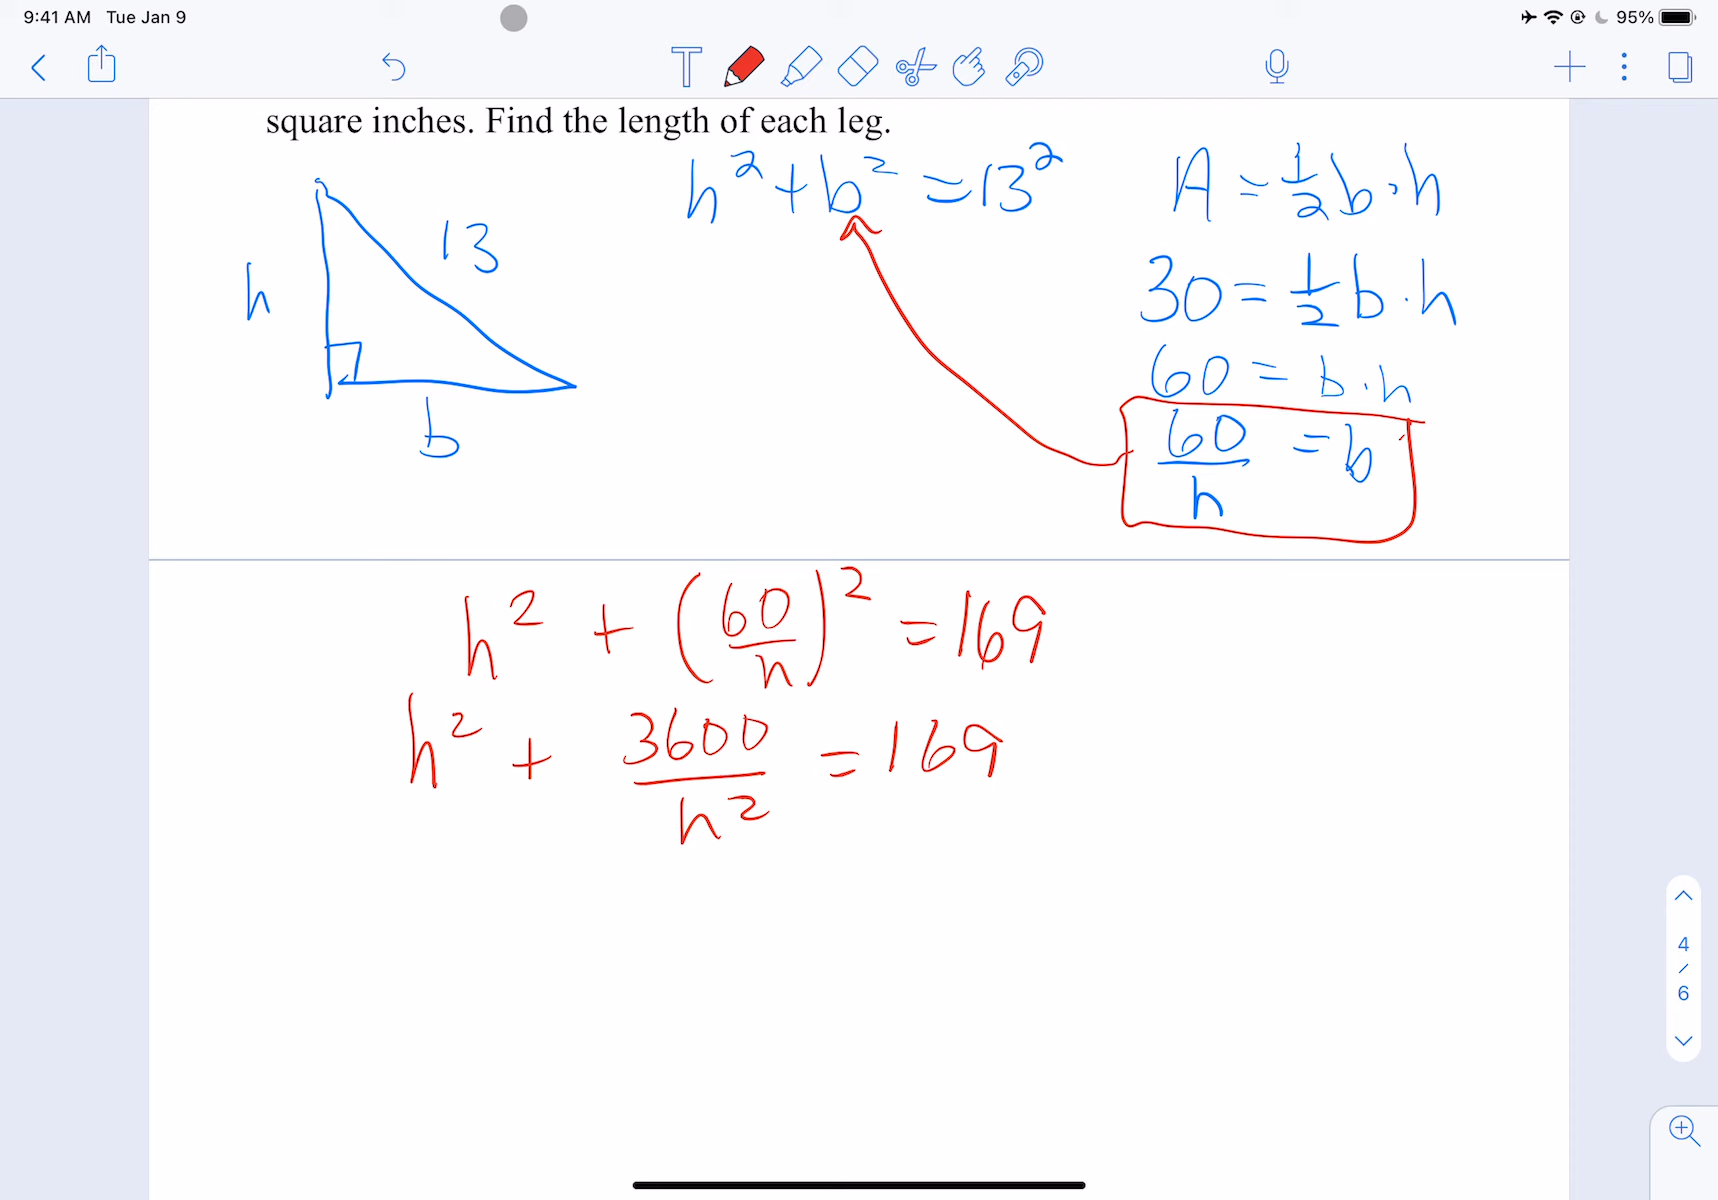 9:41 AM Tue Jan 9
95%
T
square inches. Find the length of each leg.
h² + b² = 13²
A = 1/2 b · h
13
h
b
30 = 1/2 b · h
60 = b · h
60/h = b
h² + (60/h)² = 169
h² + 3600/h² = 169
4
/
6